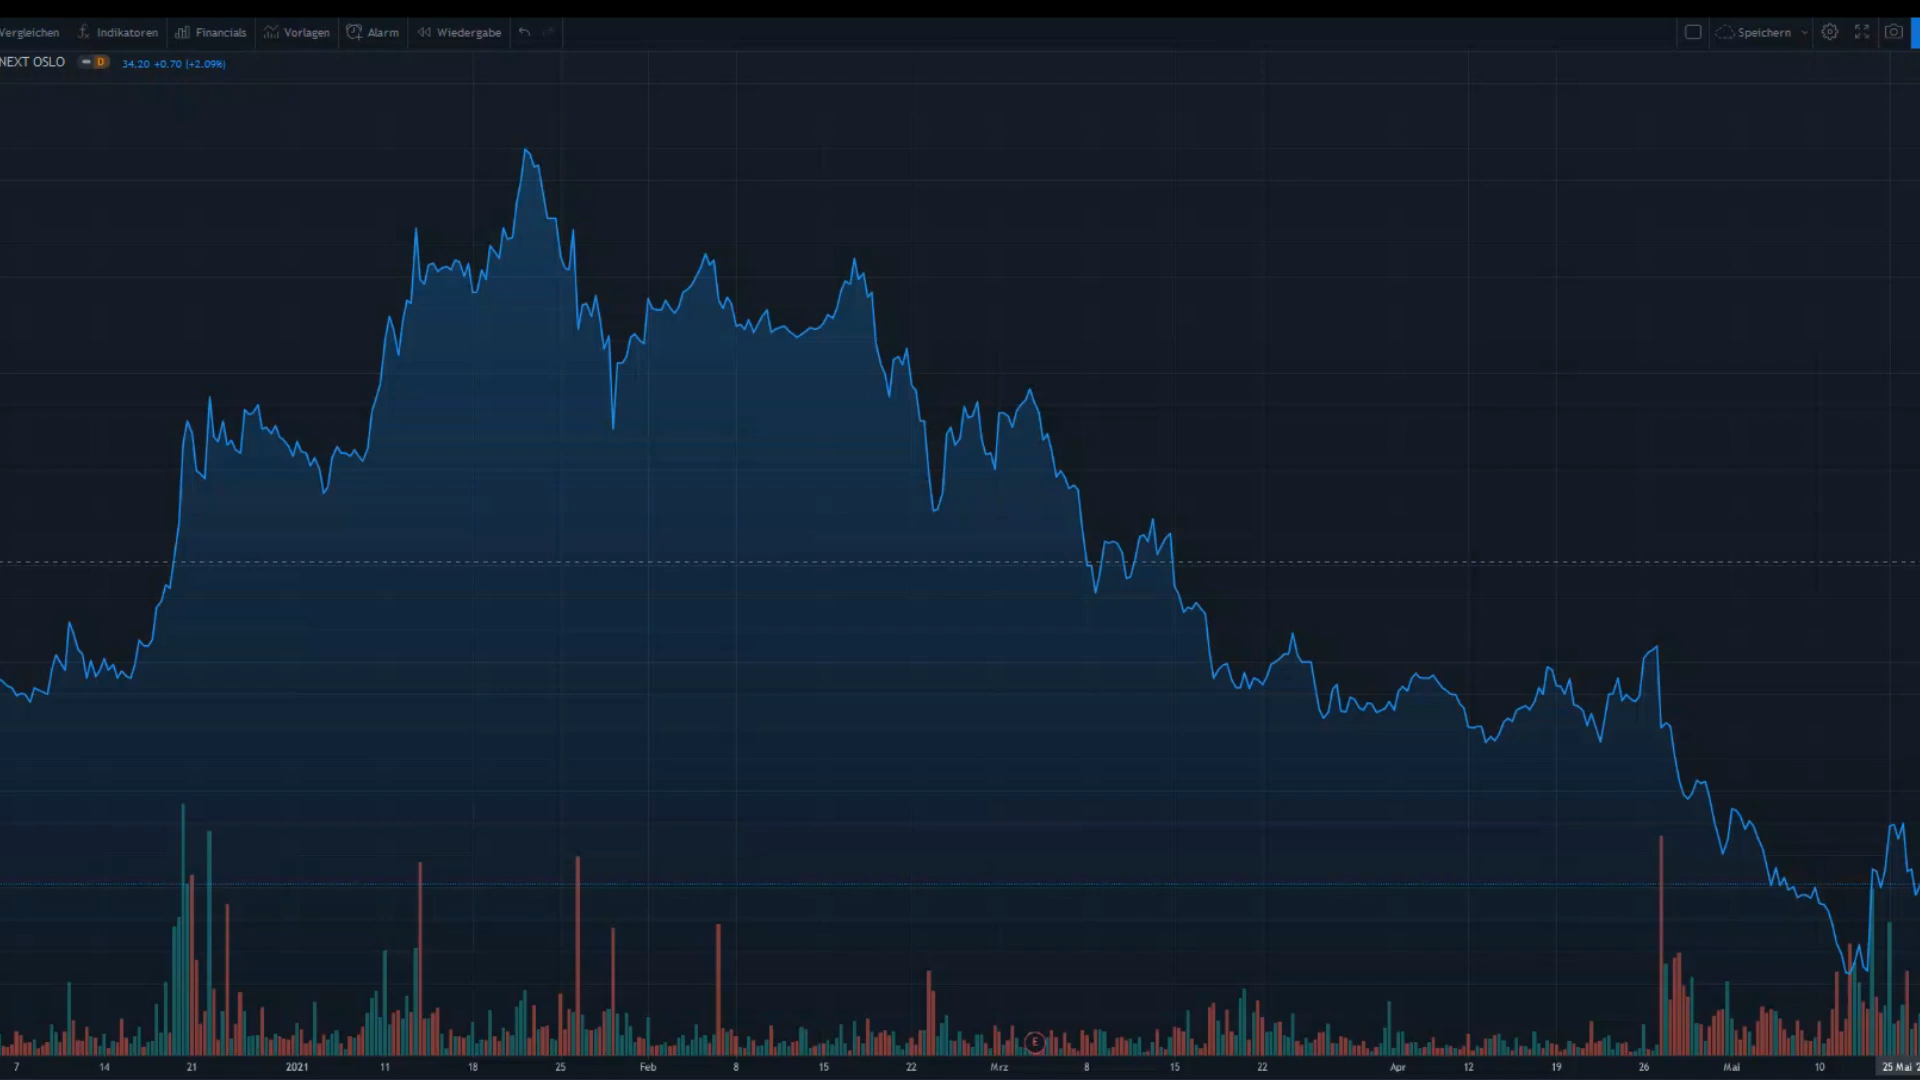 Vergleichen Indikatoren Financials Vorlagen Alarm Wiedergabe Speichern
NEXT OSLO D 34.20 +0.70 (+2.09%)
E
7 14 21 2021 11 18 25 Feb 8 15 22 Mrz 8 15 22 Apr 12 19 26 Mai 10 25 Mai